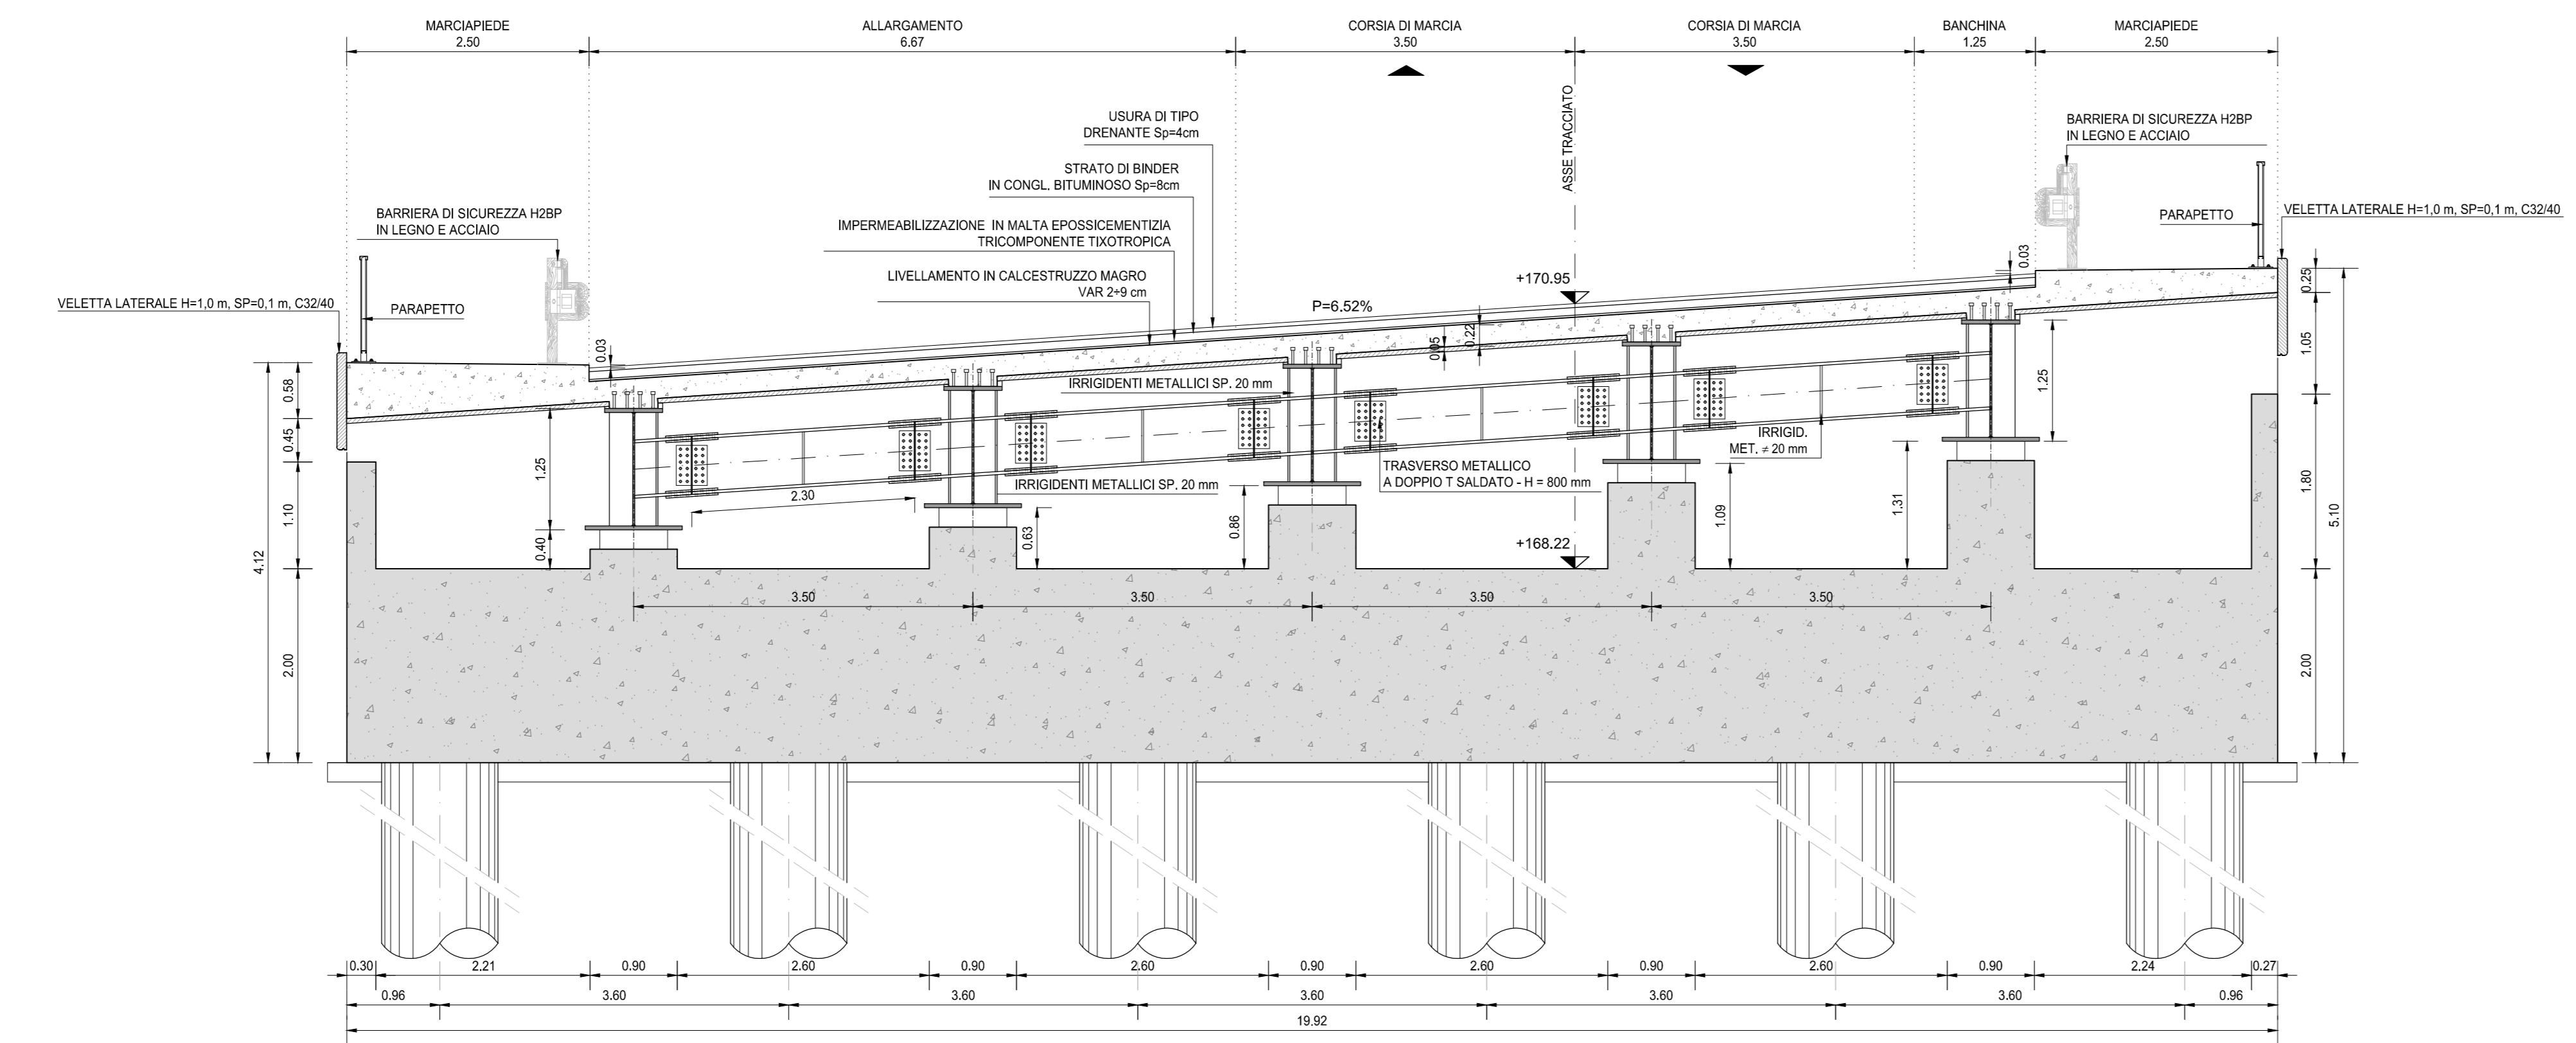 MARCIAPIEDE
2.50
ALLARGAMENTO
6.67
CORSIA DI MARCIA
3.50
CORSIA DI MARCIA
3.50
BANCHINA
1.25
MARCIAPIEDE
2.50
ASSE TRACCIATO
USURA DI TIPO
DRENANTE Sp=4cm
STRATO DI BINDER
IN CONGL. BITUMINOSO Sp=8cm
IMPERMEABILIZZAZIONE IN MALTA EPOSSICEMENTIZIA
TRICOMPONENTE TIXOTROPICA
LIVELLAMENTO IN CALCESTRUZZO MAGRO
VAR 2÷9 cm
BARRIERA DI SICUREZZA H2BP
IN LEGNO E ACCIAIO
BARRIERA DI SICUREZZA H2BP
IN LEGNO E ACCIAIO
PARAPETTO
VELETTA LATERALE H=1,0 m, SP=0,1 m, C32/40
VELETTA LATERALE H=1,0 m, SP=0,1 m, C32/40
PARAPETTO
+170.95
P=6.52%
0.03
0.03
0.05
0.22
0.25
1.05
1.80
2.00
5.10
0.58
0.45
1.10
2.00
4.12
IRRIGIDENTI METALLICI SP. 20 mm
IRRIGIDENTI METALLICI SP. 20 mm
TRASVERSO METALLICO
A DOPPIO T SALDATO - H = 800 mm
IRRIGID.
MET. ≠ 20 mm
1.25
1.25
2.30
0.40
0.63
0.86
1.09
1.31
+168.22
3.50
3.50
3.50
3.50
0.30
2.21
0.90
2.60
0.90
2.60
0.90
2.60
0.90
2.60
0.90
2.24
0.27
0.96
3.60
3.60
3.60
3.60
3.60
0.96
19.92